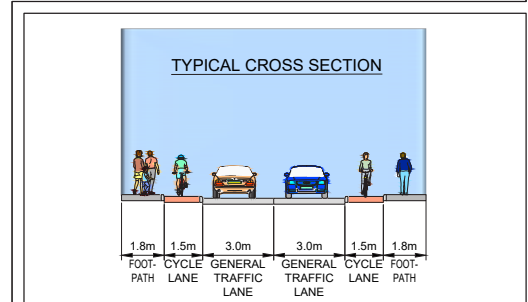 TYPICAL CROSS SECTION
1.8m 1.5m 3.0m 3.0m 1.5m 1.8m
FOOT- CYCLE GENERAL GENERAL CYCLE FOOT-
PATH LANE TRAFFIC TRAFFIC LANE PATH
LANE LANE